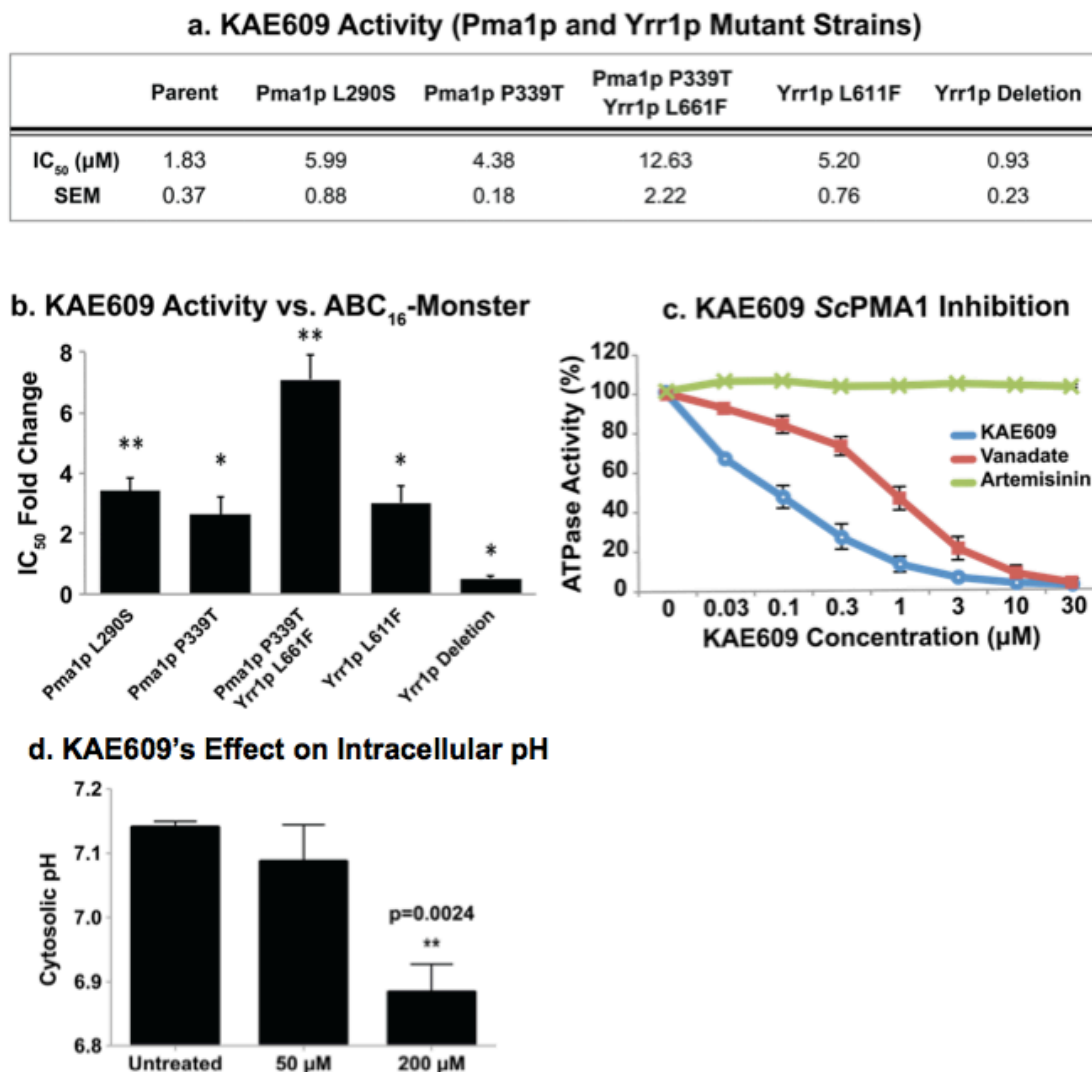 a. KAE609 Activity (Pma1p and Yrr1p Mutant Strains)
Parent Pma1p L290S Pma1p P339T Pma1p P339T Yrr1p L661F Yrr1p L611F Yrr1p Deletion
IC50 (µM) 1.83 5.99 4.38 12.63 5.20 0.93
SEM 0.37 0.88 0.18 2.22 0.76 0.23
b. KAE609 Activity vs. ABC16-Monster
IC50 Fold Change
8
6
4
2
0
**
*
**
*
*
Pma1p L290S
Pma1p P339T
Pma1p P339T
Yrr1p L661F
Yrr1p L611F
Yrr1p Deletion
c. KAE609 ScPMA1 Inhibition
ATPase Activity (%)
120
100
80
60
40
20
0
KAE609
Vanadate
Artemisinin
0 0.03 0.1 0.3 1 3 10 30
KAE609 Concentration (µM)
d. KAE609's Effect on Intracellular pH
Cytosolic pH
7.2
7.1
7.0
6.9
6.8
p=0.0024
**
Untreated 50 µM 200 µM